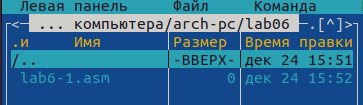 Левая панель Файл Команда
<— ... компьютера/arch-pc/lab06 —.[^]>
.и Имя Размер Время правки
/.. -ВВЕРХ- дек 24 15:51
lab6-1.asm 0 дек 24 15:52